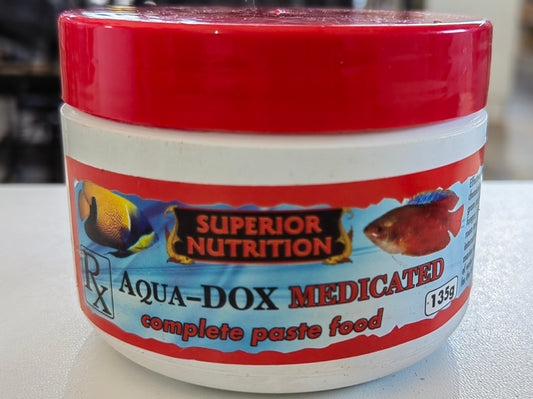 SUPERIOR
NUTRITION
Rx AQUA-DOX MEDICATED
complete paste food
135g